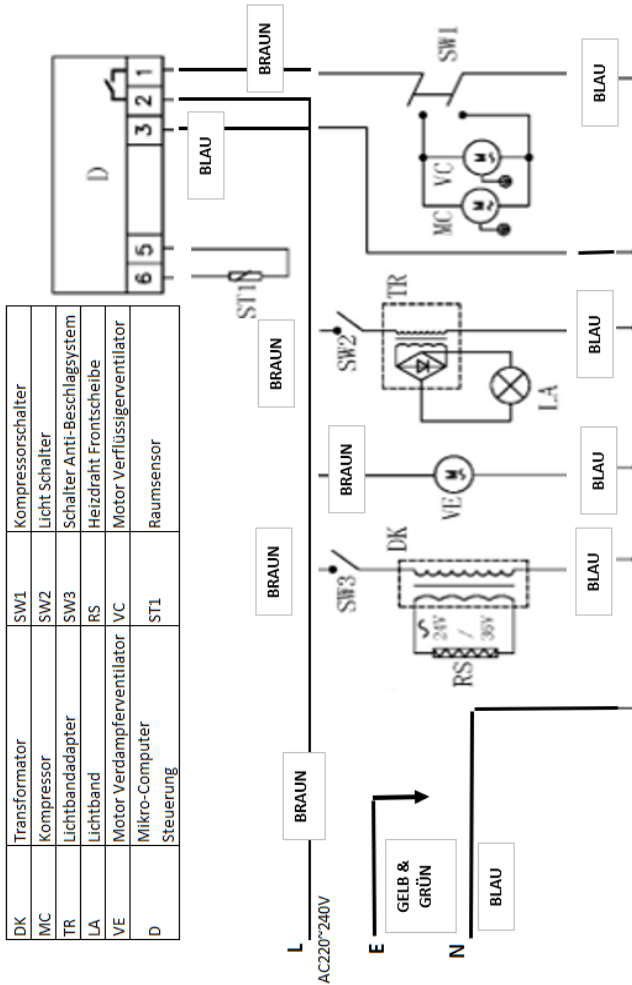 DK Transformator SW1 Kompressorschalter
MC Kompressor SW2 Licht Schalter
TR Lichtbandadapter SW3 Schalter Anti-Beschlagsystem
LA Lichtband RS Heizdraht Frontscheibe
VE Motor Verdampferventilator VC Motor Verflüssigerventilator
D Mikro-Computer
Steuerung ST1 Raumsensor
D
6 5 3 2 1
ST1
BLAU
BRAUN
L
AC220~240V
BRAUN
BRAUN
BRAUN
BRAUN
E
GELB &
GRÜN
N
BLAU
SW3
DK
24V
/
36V
RS
BLAU
VE
M
BLAU
SW2
TR
LA
BLAU
SW1
VC
M
MC
M~
BLAU